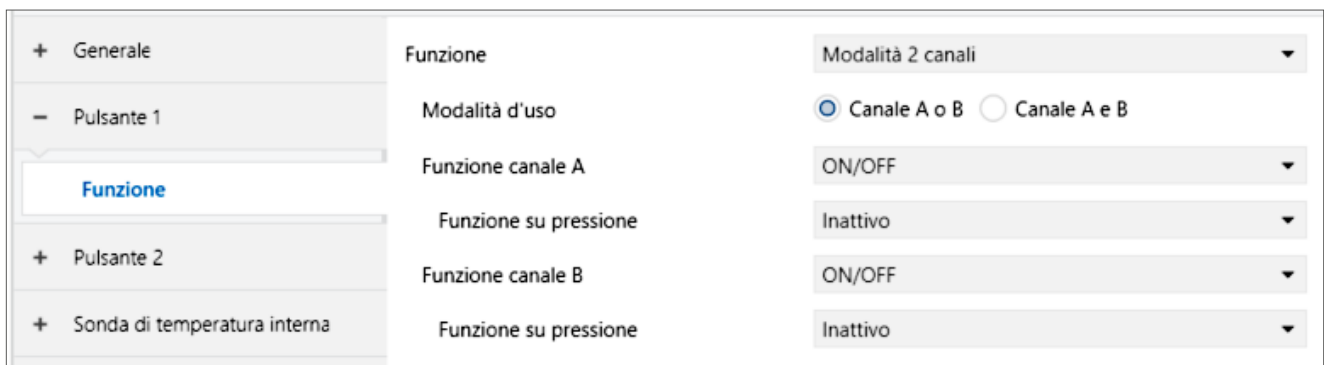 + Generale
− Pulsante 1
Funzione
+ Pulsante 2
+ Sonda di temperatura interna
Funzione Modalità 2 canali
Modalità d'uso Canale A o B Canale A e B
Funzione canale A ON/OFF
Funzione su pressione Inattivo
Funzione canale B ON/OFF
Funzione su pressione Inattivo